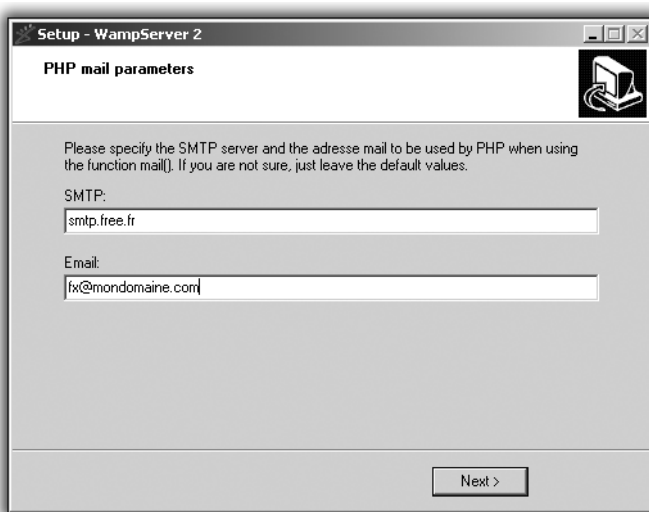 Setup - WampServer 2
PHP mail parameters
Please specify the SMTP server and the adresse mail to be used by PHP when using
the function mail(). If you are not sure, just leave the default values.
SMTP:
smtp.free.fr
Email:
fx@mondomaine.com
Next >